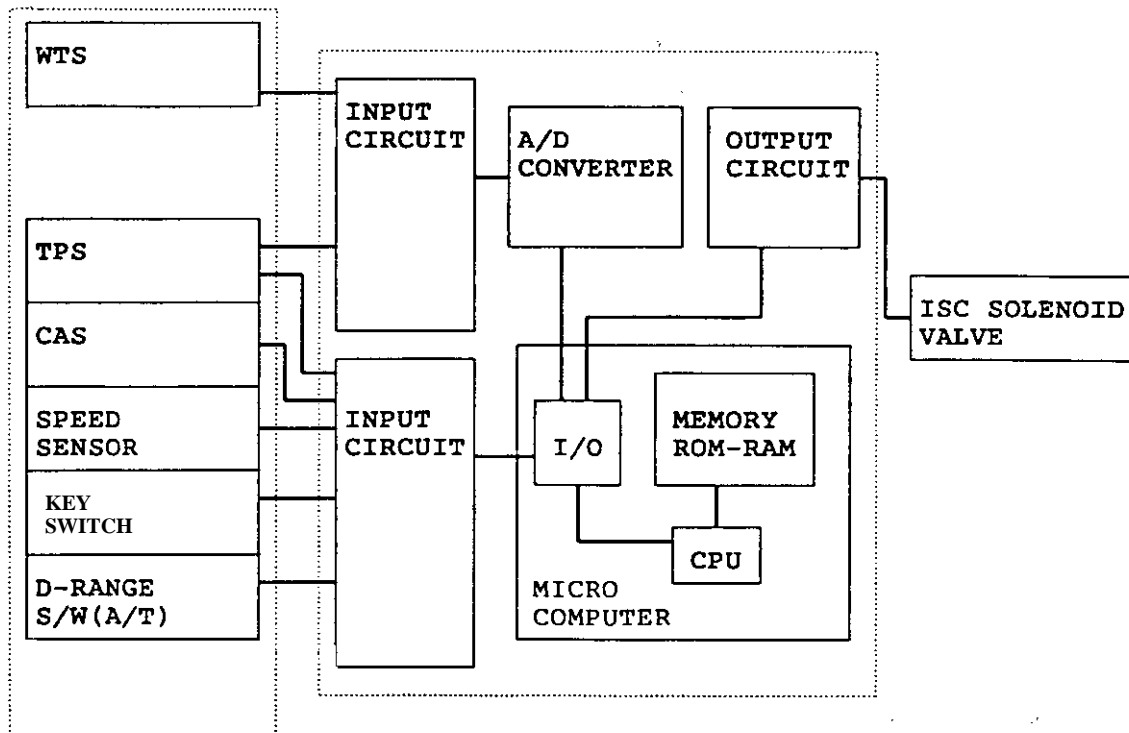 WTS
TPS
CAS
SPEED
SENSOR
KEY
SWITCH
D-RANGE
S/W(A/T)
INPUT
CIRCUIT
INPUT
CIRCUIT
A/D
CONVERTER
OUTPUT
CIRCUIT
I/O
MEMORY
ROM-RAM
CPU
MICRO
COMPUTER
ISC SOLENOID
VALVE